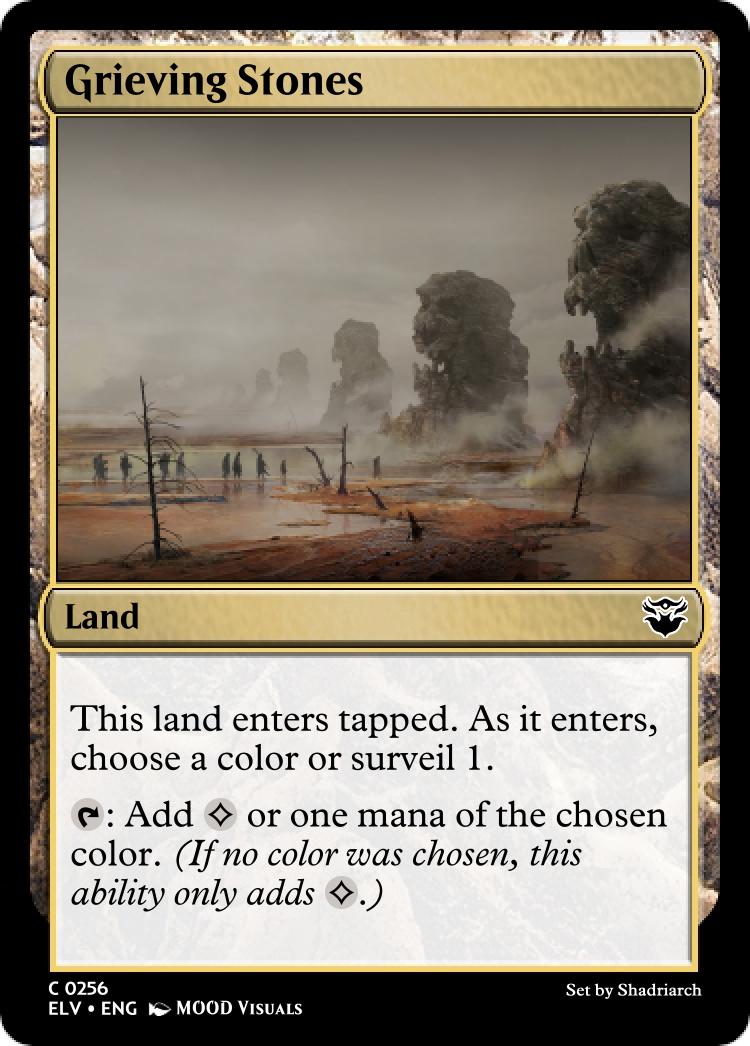 Grieving Stones
Land
This land enters tapped. As it enters,
choose a color or surveil 1.
: Add or one mana of the chosen
color. (If no color was chosen, this
ability only adds .)
C 0256
Set by Shadriarch
ELV • ENG MOOD Visuals